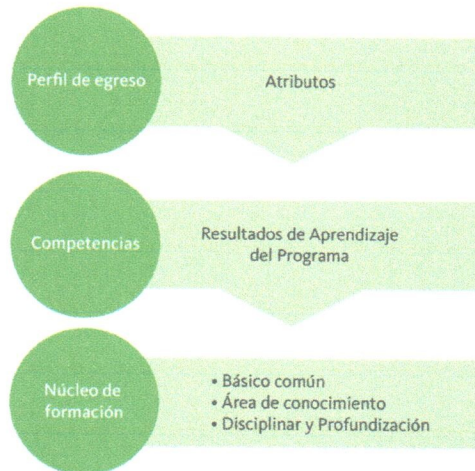 Perfil de egreso
Atributos
Competencias
Resultados de Aprendizaje
del Programa
Núcleo de
formación
• Básico común
• Área de conocimiento
• Disciplinar y Profundización